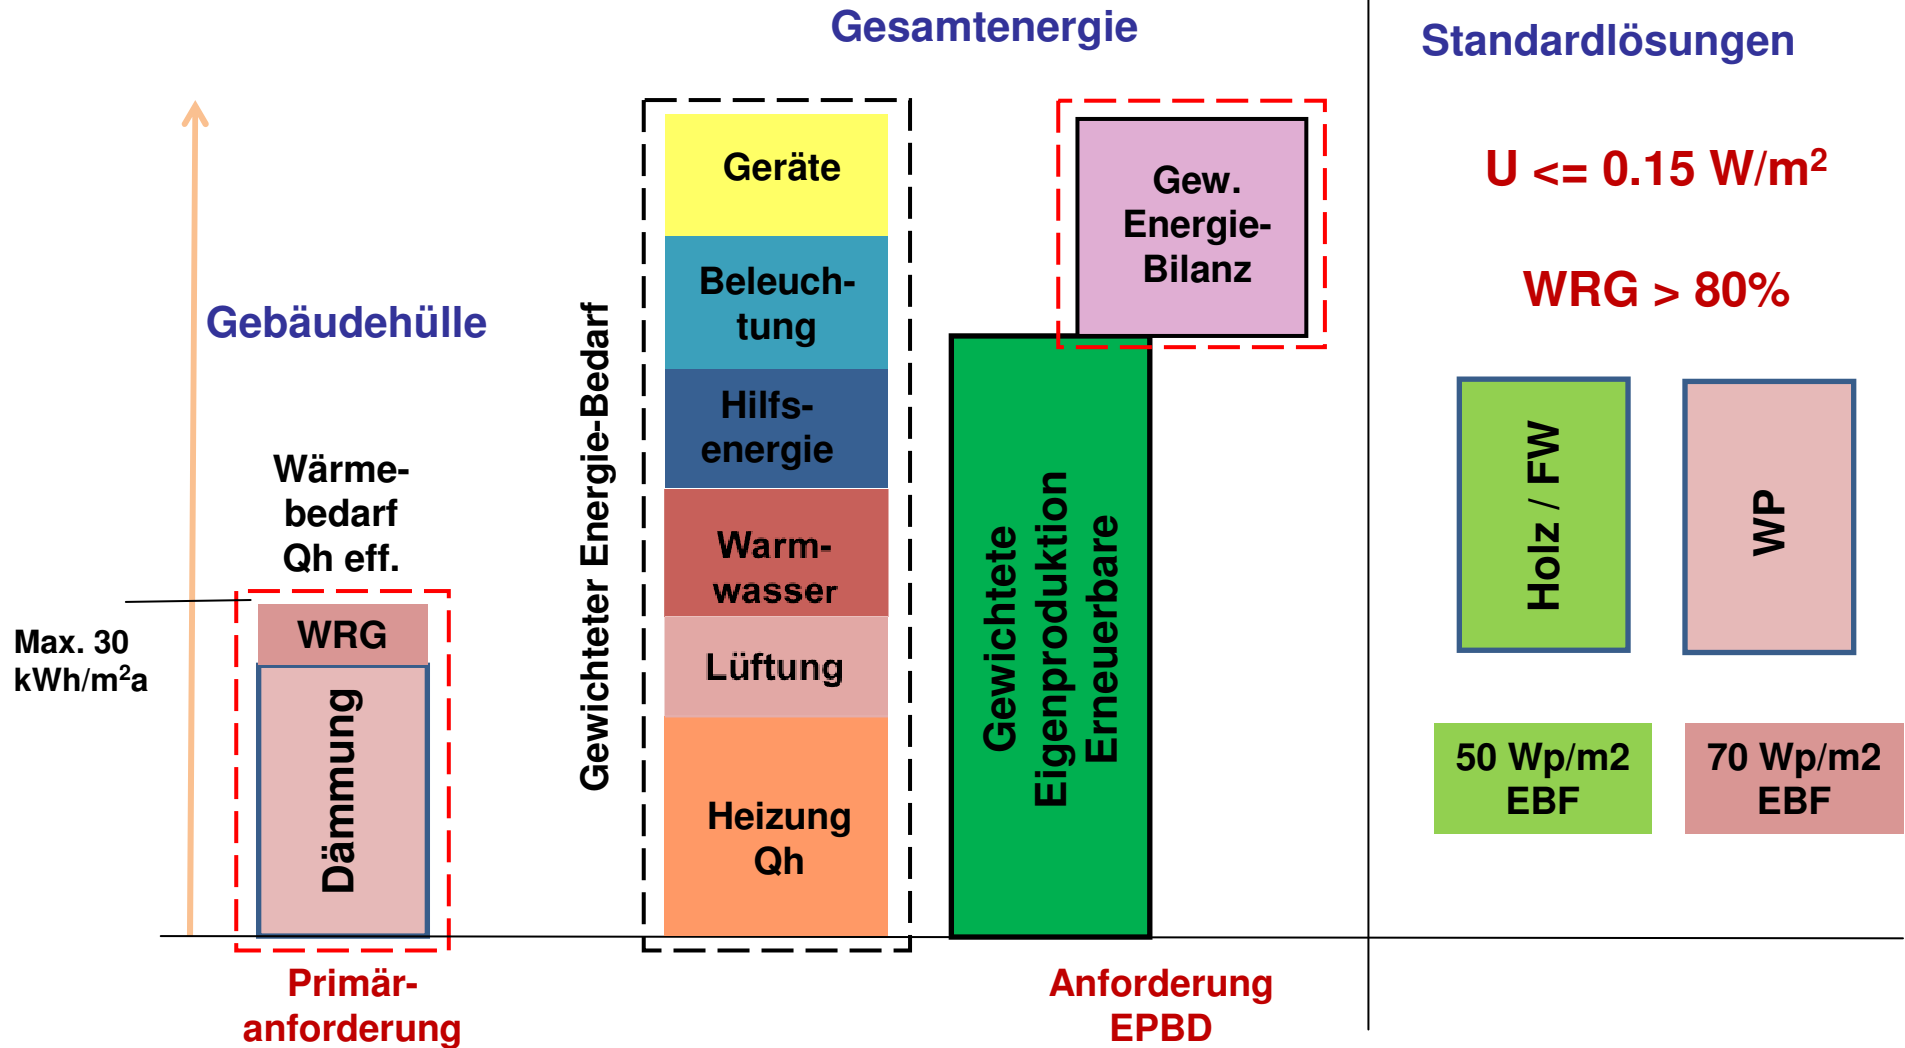 Gesamtenergie
Standardlösungen
Gebäudehülle
Wärme-
bedarf
Qh eff.
Max. 30
kWh/m²a
WRG
Dämmung
Primär-
anforderung
Gewichteter Energie-Bedarf
Geräte
Beleuch-
tung
Hilfs-
energie
Warm-
wasser
Lüftung
Heizung
Qh
Gewichtete
Eigenproduktion
Erneuerbare
Gew.
Energie-
Bilanz
Anforderung
EPBD
U <= 0.15 W/m²
WRG > 80%
Holz / FW
WP
50 Wp/m2
EBF
70 Wp/m2
EBF